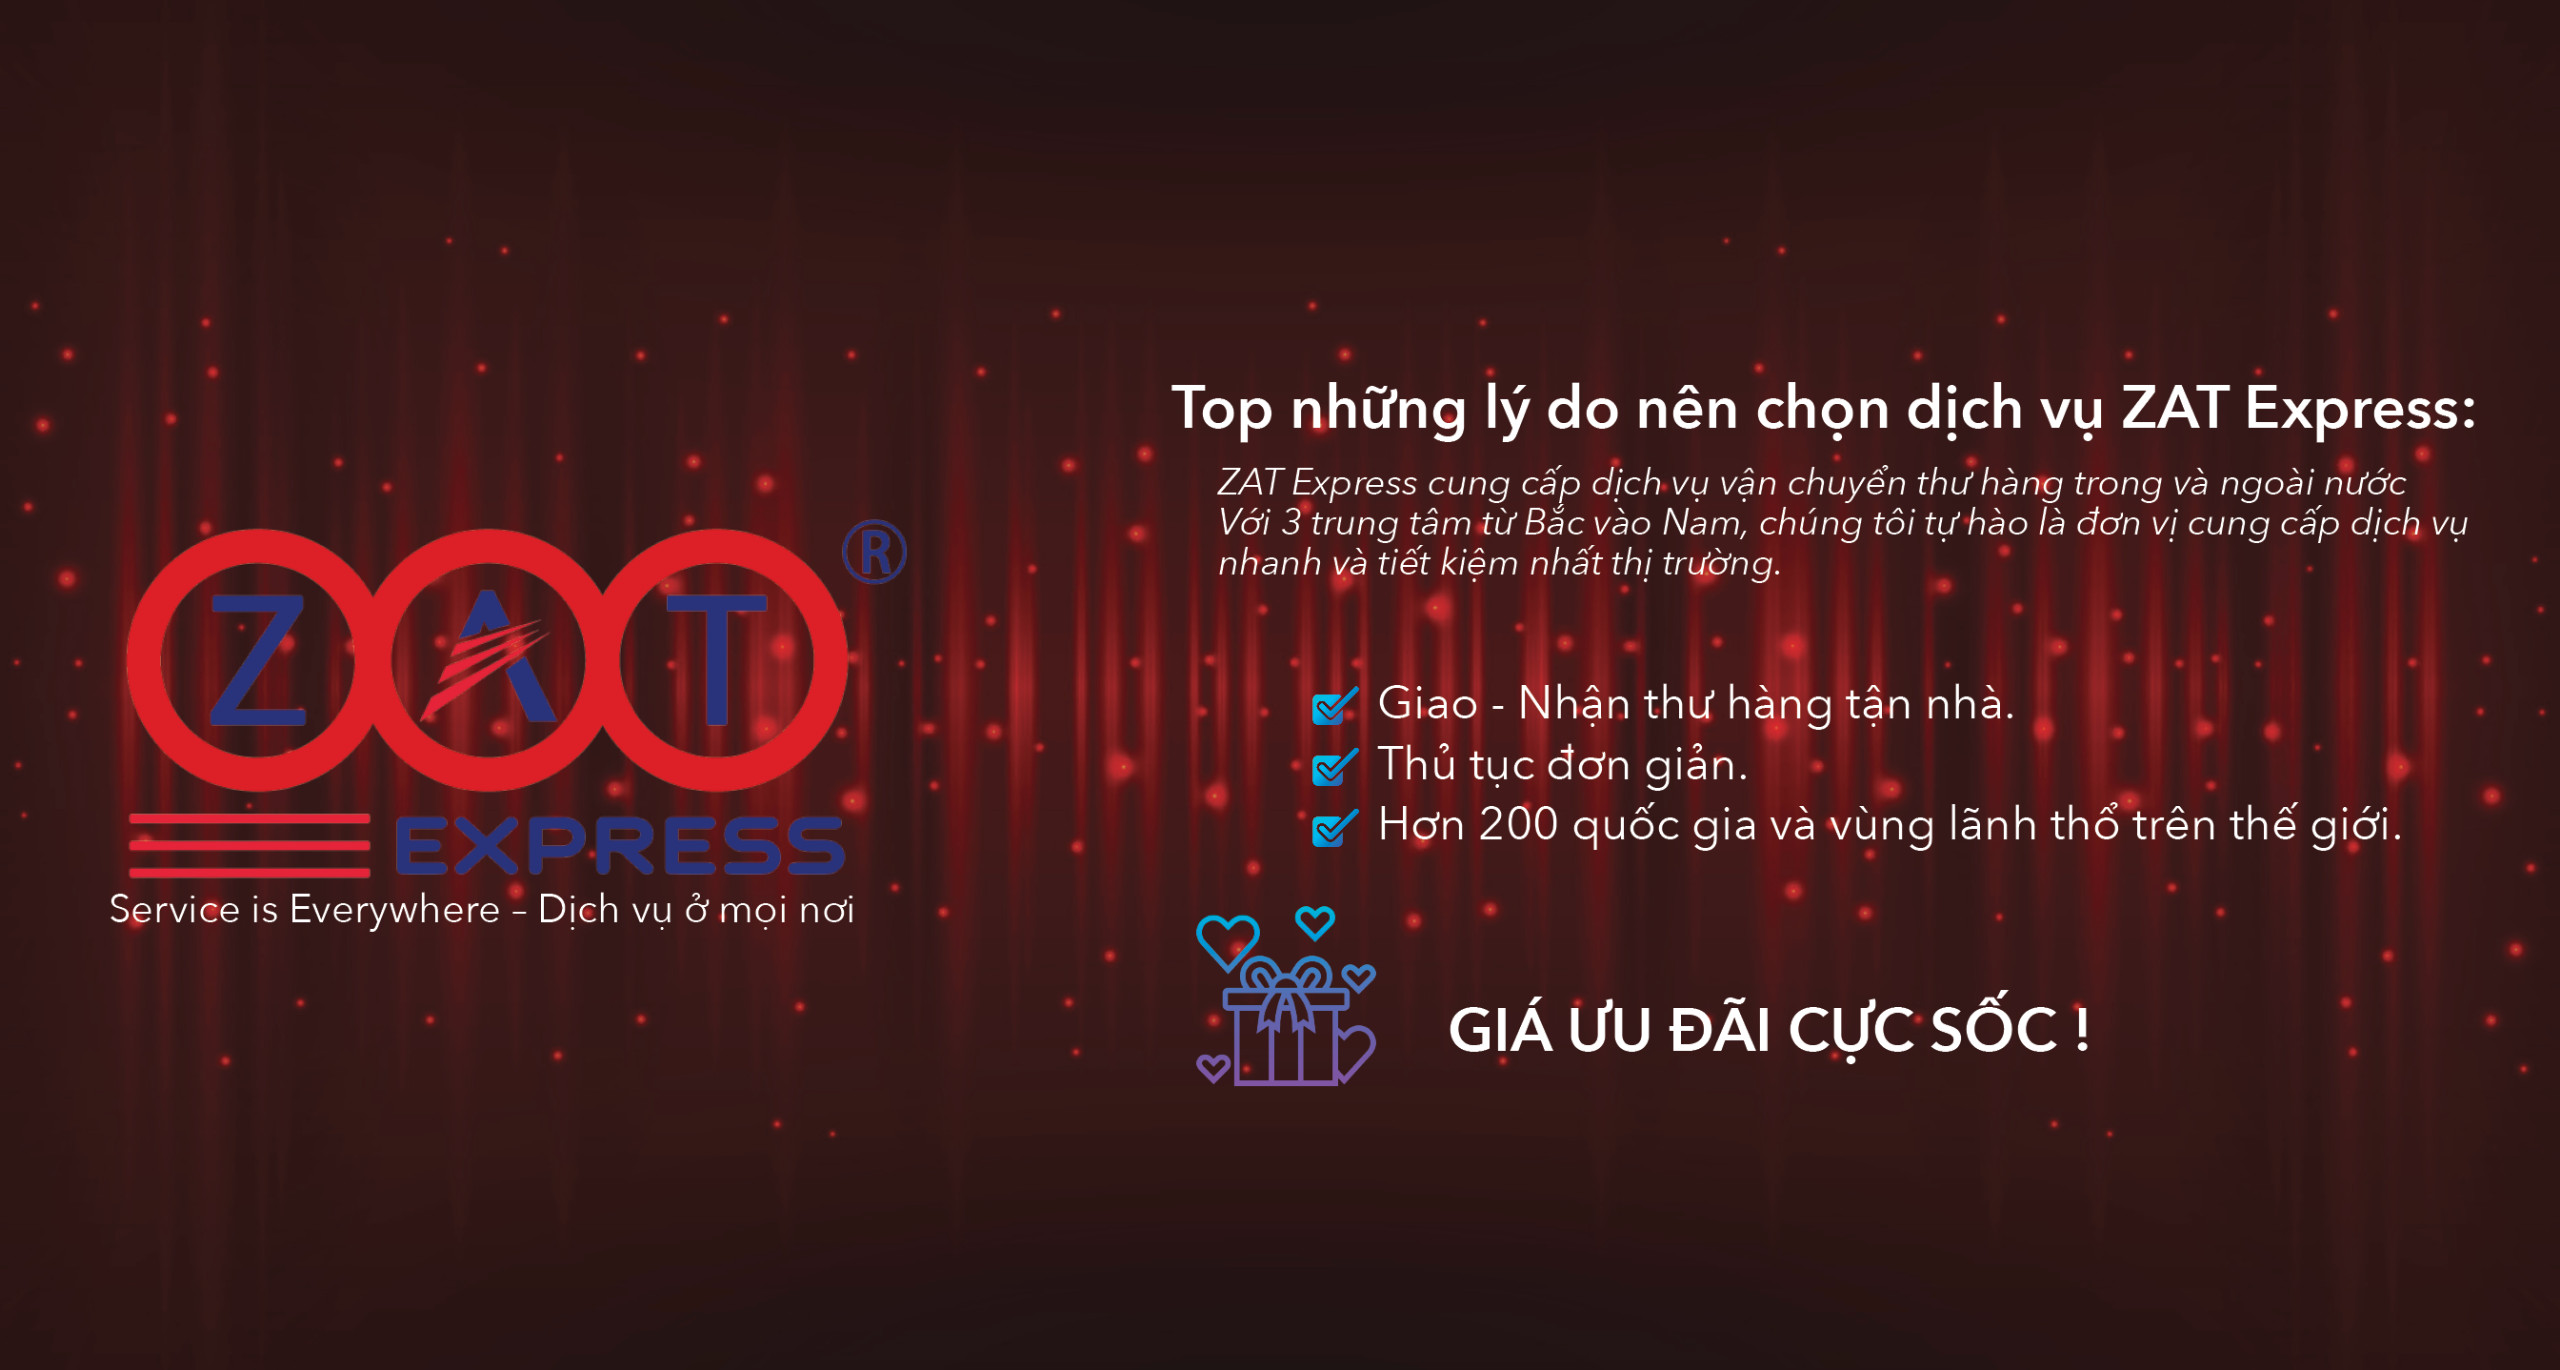 ZAT ®
EXPRESS
Service is Everywhere – Dịch vụ ở mọi nơi
Top những lý do nên chọn dịch vụ ZAT Express:
ZAT Express cung cấp dịch vụ vận chuyển thư hàng trong và ngoài nước
Với 3 trung tâm từ Bắc vào Nam, chúng tôi tự hào là đơn vị cung cấp dịch vụ
nhanh và tiết kiệm nhất thị trường.
Giao - Nhận thư hàng tận nhà.
Thủ tục đơn giản.
Hơn 200 quốc gia và vùng lãnh thổ trên thế giới.
GIÁ ƯU ĐÃI CỰC SỐC !